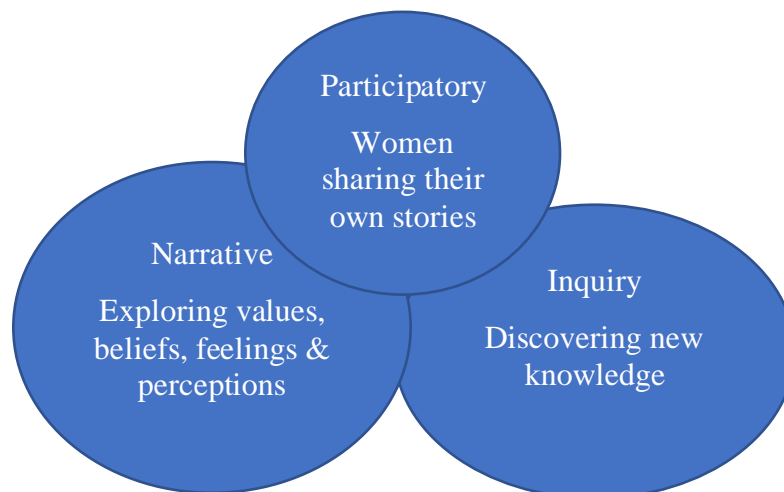 Participatory
Women
sharing their
own stories
Narrative
Exploring values,
beliefs, feelings &
perceptions
Inquiry
Discovering new
knowledge